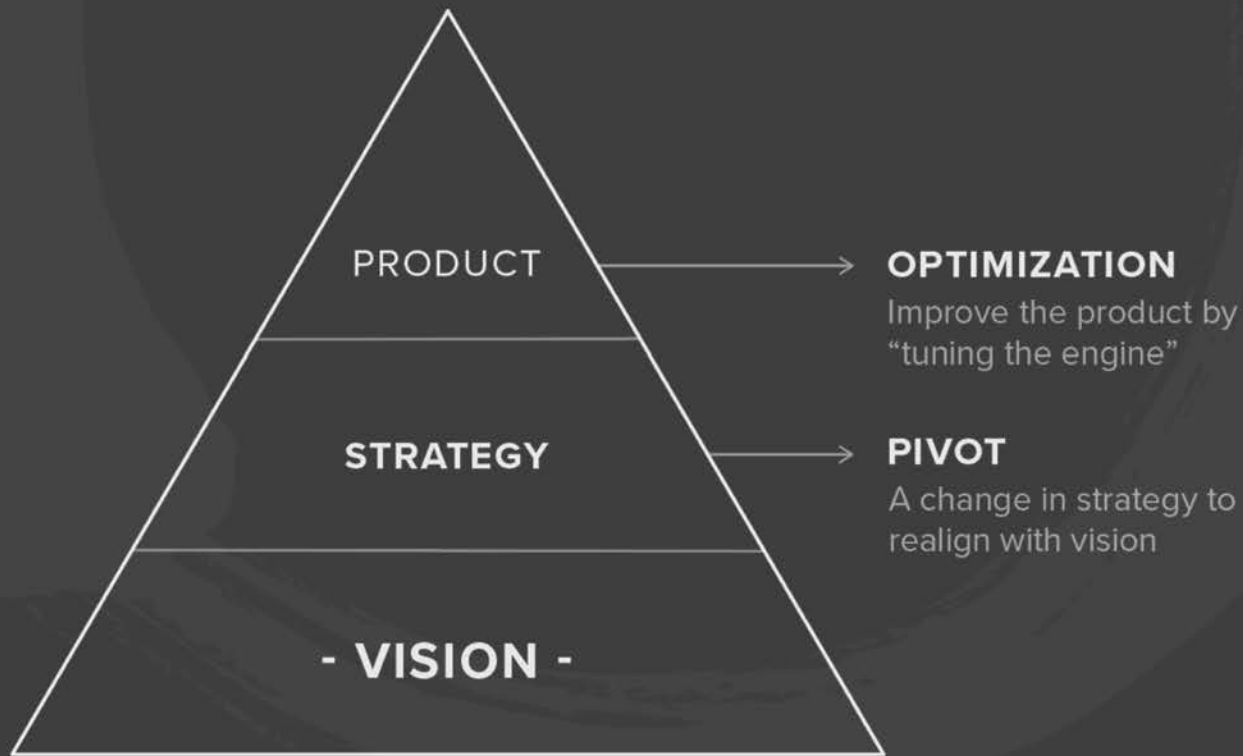 PRODUCT
OPTIMIZATION
Improve the product by
“tuning the engine”
STRATEGY
PIVOT
A change in strategy to
realign with vision
- VISION -